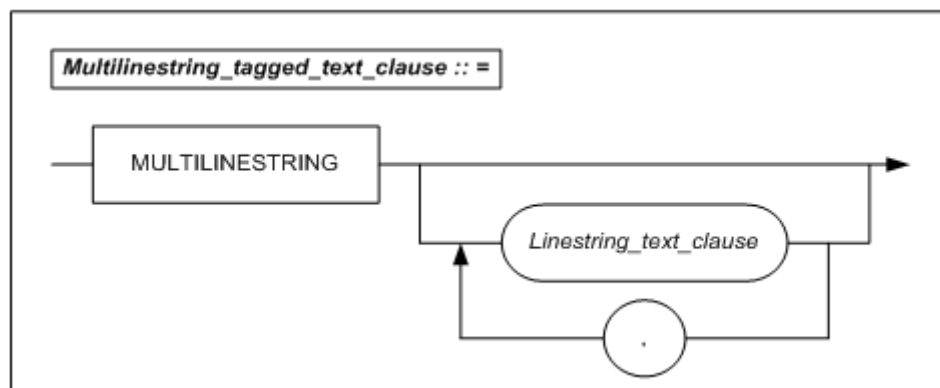 Multilinestring_tagged_text_clause :: =
MULTILINESTRING
Linestring_text_clause
,